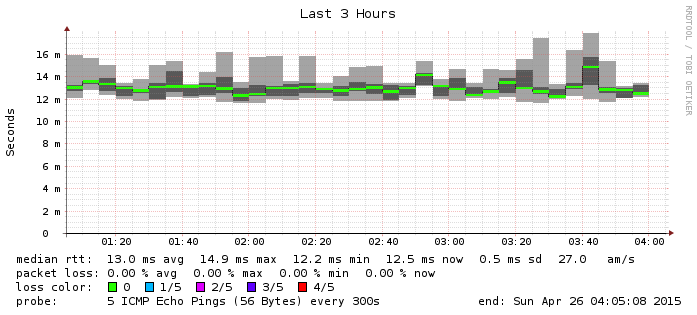 Last 3 Hours
RRDTOOL / TOBI OETIKER
Seconds
16 m
14 m
12 m
10 m
8 m
6 m
4 m
2 m
0
01:20 01:40 02:00 02:20 02:40 03:00 03:20 03:40 04:00
median rtt: 13.0 ms avg 14.9 ms max 12.2 ms min 12.5 ms now 0.5 ms sd 27.0 am/s
packet loss: 0.00 % avg 0.00 % max 0.00 % min 0.00 % now
loss color: 0 1/5 2/5 3/5 4/5
probe: 5 ICMP Echo Pings (56 Bytes) every 300s end: Sun Apr 26 04:05:08 2015